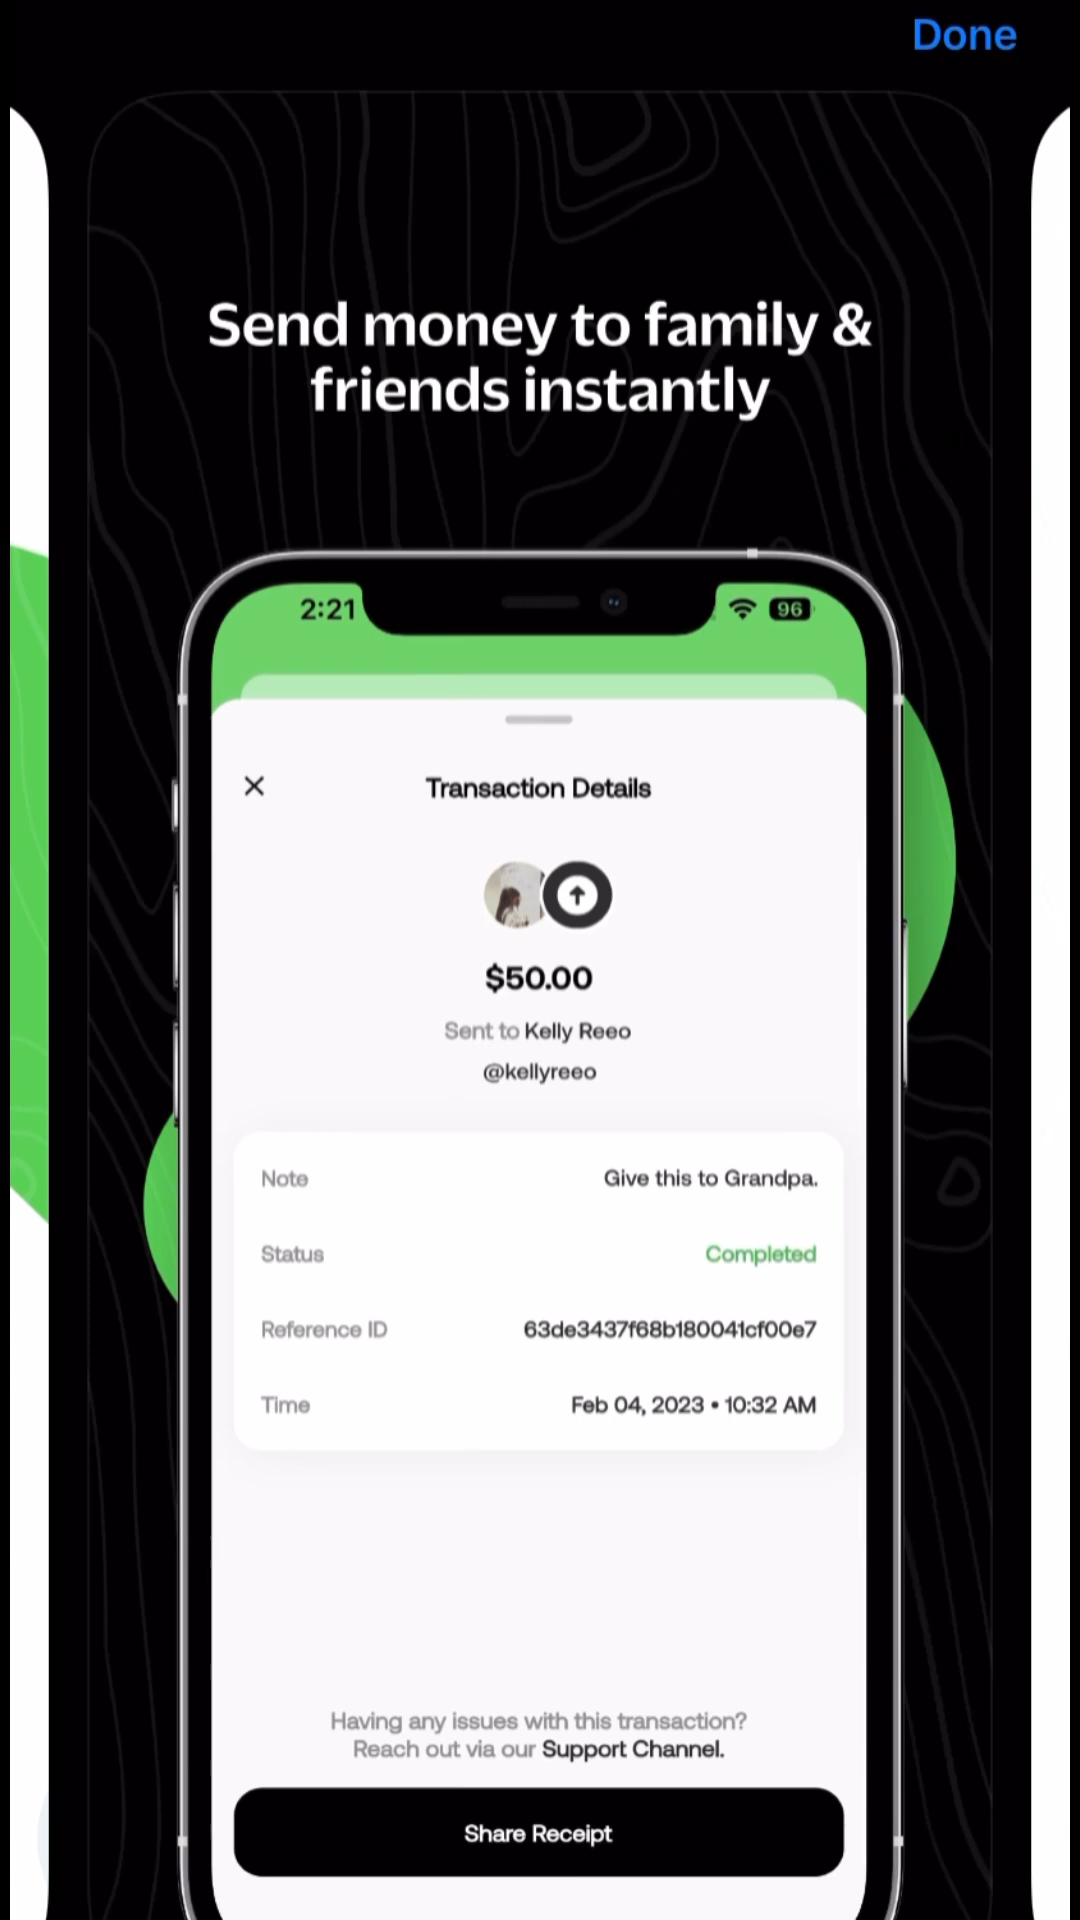 Done
Send money to family &
friends instantly
2:21
96
Transaction Details
$50.00
Sent to Kelly Reeo
@kellyreeo
Note Give this to Grandpa.
Status Completed
Reference ID 63de3437f68b180041cf00e7
Time Feb 04, 2023 • 10:32 AM
Having any issues with this transaction?
Reach out via our Support Channel.
Share Receipt